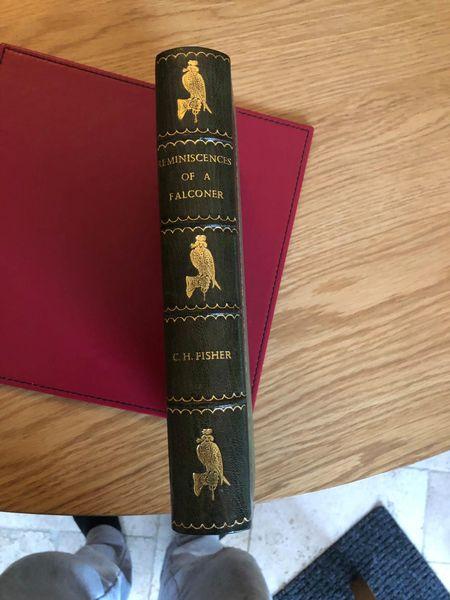 REMINISCENCES
OF A
FALCONER
C. H. FISHER